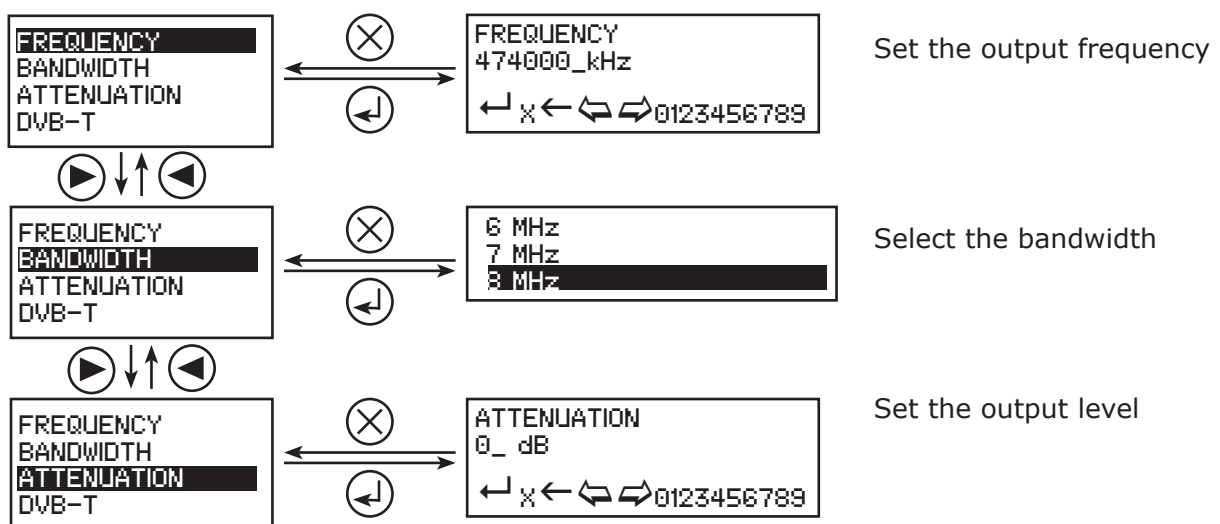 FREQUENCY
BANDWIDTH
ATTENUATION
DVB-T
FREQUENCY
474000_kHz
↵ x ← ⇦ ⇨ 0123456789
Set the output frequency
FREQUENCY
BANDWIDTH
ATTENUATION
DVB-T
6 MHz
7 MHz
8 MHz
Select the bandwidth
FREQUENCY
BANDWIDTH
ATTENUATION
DVB-T
ATTENUATION
0_ dB
↵ x ← ⇦ ⇨ 0123456789
Set the output level